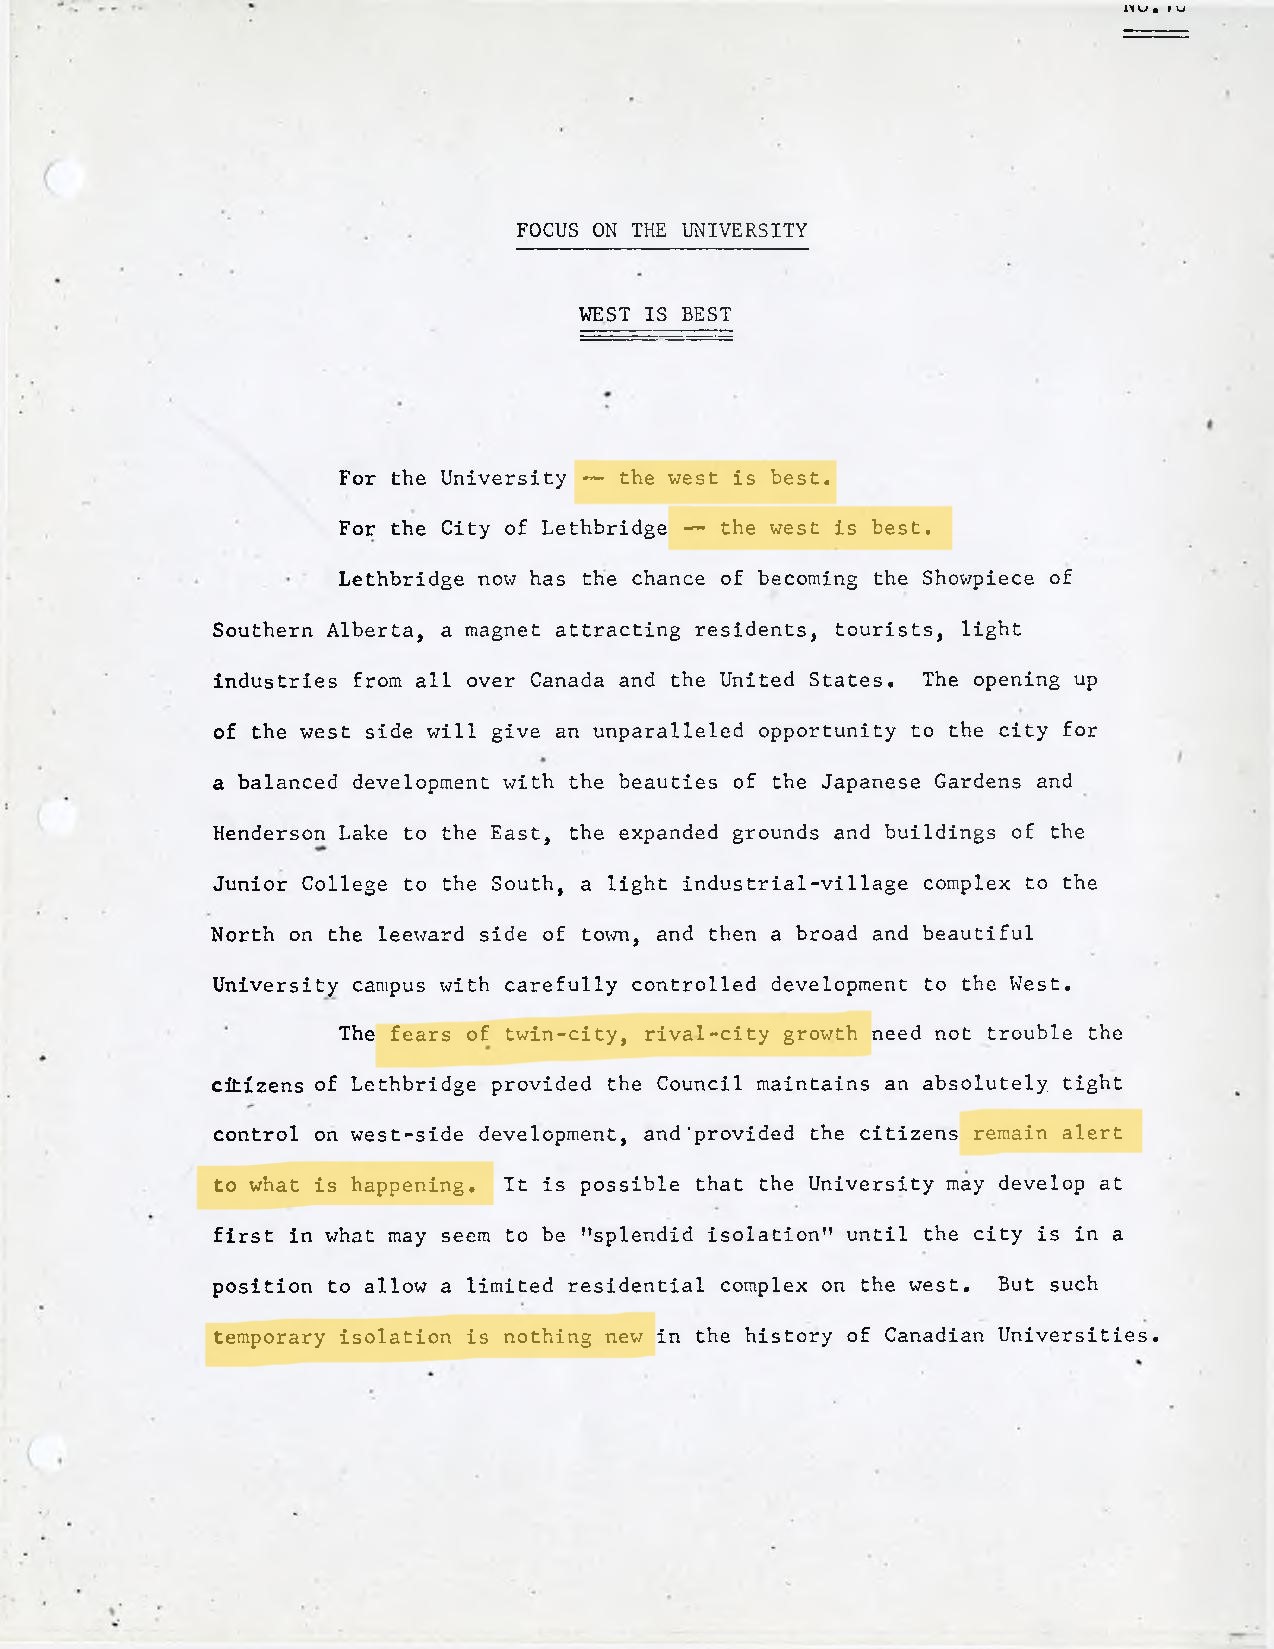 FOCUS ON THE UNIVERSITY
WEST IS BEST
For the University — the west is best.
For the City of Lethbridge — the west is best.
Lethbridge now has the chance of becoming the Showpiece of
Southern Alberta, a magnet attracting residents, tourists, light
industries from all over Canada and the United States. The opening up
of the west side will give an unparalleled opportunity to the city for
a balanced development with the beauties of the Japanese Gardens and
Henderson Lake to the East, the expanded grounds and buildings of the
Junior College to the South, a light industrial-village complex to the
North on the leeward side of town, and then a broad and beautiful
University campus with carefully controlled development to the West.
The fears of twin-city, rival-city growth need not trouble the
citizens of Lethbridge provided the Council maintains an absolutely tight
control on west-side development, and provided the citizens remain alert
to what is happening. It is possible that the University may develop at
first in what may seem to be "splendid isolation" until the city is in a
position to allow a limited residential complex on the west. But such
temporary isolation is nothing new in the history of Canadian Universities.